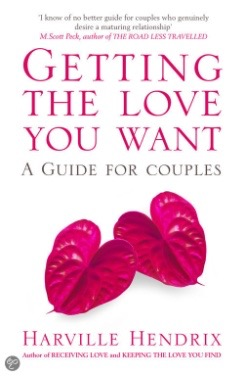 'I know of no better guide for couples who genuinely
desire a maturing relationship'
M.Scott Peck, author of THE ROAD LESS TRAVELLED
GETTING
THE LOVE
YOU WANT
A GUIDE FOR COUPLES
HARVILLE HENDRIX
Author of RECEIVING LOVE and KEEPING THE LOVE YOU FIND